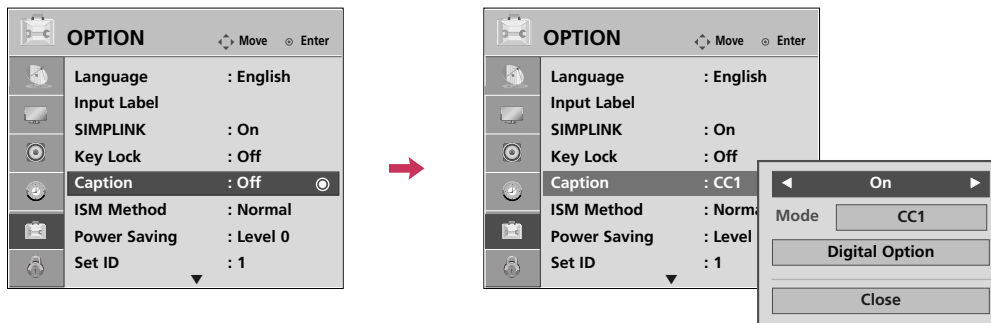 OPTION Move Enter
Language : English
Input Label
SIMPLINK : On
Key Lock : Off
Caption : Off
ISM Method : Normal
Power Saving : Level 0
Set ID : 1
OPTION Move Enter
Language : English
Input Label
SIMPLINK : On
Key Lock : Off
Caption : CC1
ISM Method : Norma
Power Saving : Level
Set ID : 1
On
Mode CC1
Digital Option
Close